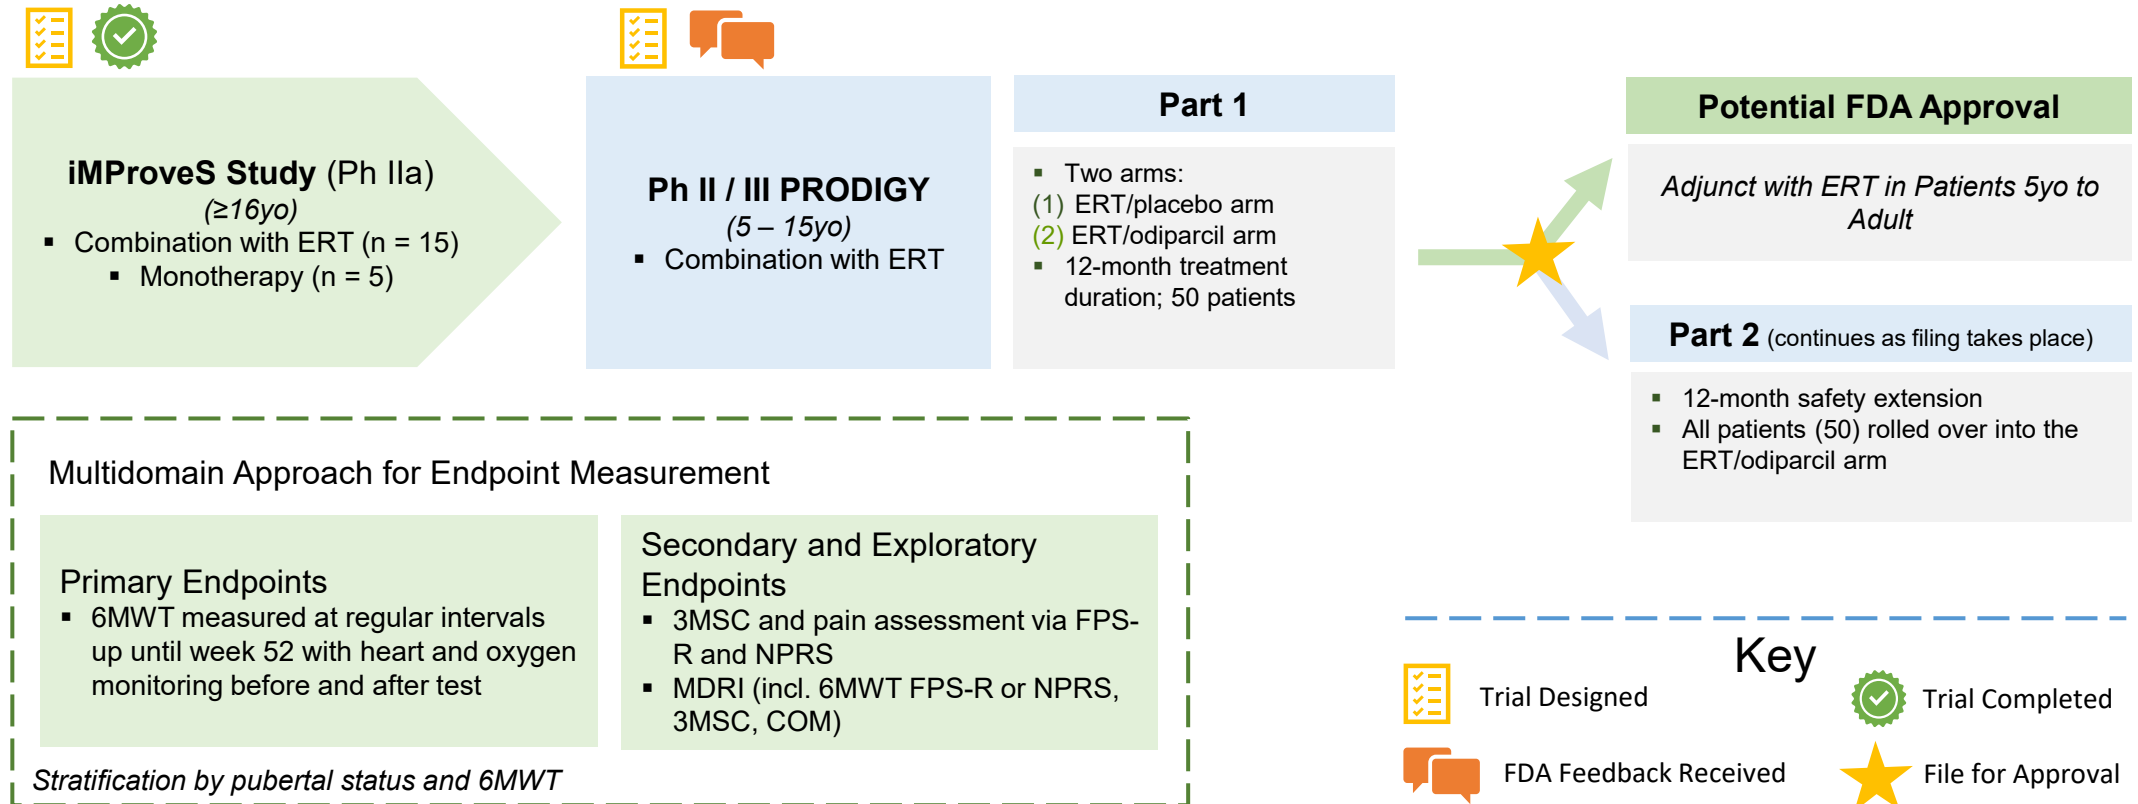 iMProveS Study (Ph IIa)
(≥16yo)
▪ Combination with ERT (n = 15)
▪ Monotherapy (n = 5)
Ph II / III PRODIGY
(5 – 15yo)
▪ Combination with ERT
Part 1
▪ Two arms:
(1) ERT/placebo arm
(2) ERT/odiparcil arm
▪ 12-month treatment
duration; 50 patients
Potential FDA Approval
Adjunct with ERT in Patients 5yo to
Adult
Part 2 (continues as filing takes place)
▪ 12-month safety extension
▪ All patients (50) rolled over into the
ERT/odiparcil arm
Multidomain Approach for Endpoint Measurement
Primary Endpoints
▪ 6MWT measured at regular intervals
up until week 52 with heart and oxygen
monitoring before and after test
Secondary and Exploratory
Endpoints
▪ 3MSC and pain assessment via FPS-
R and NPRS
▪ MDRI (incl. 6MWT FPS-R or NPRS,
3MSC, COM)
Stratification by pubertal status and 6MWT
Key
Trial Designed
Trial Completed
FDA Feedback Received
File for Approval